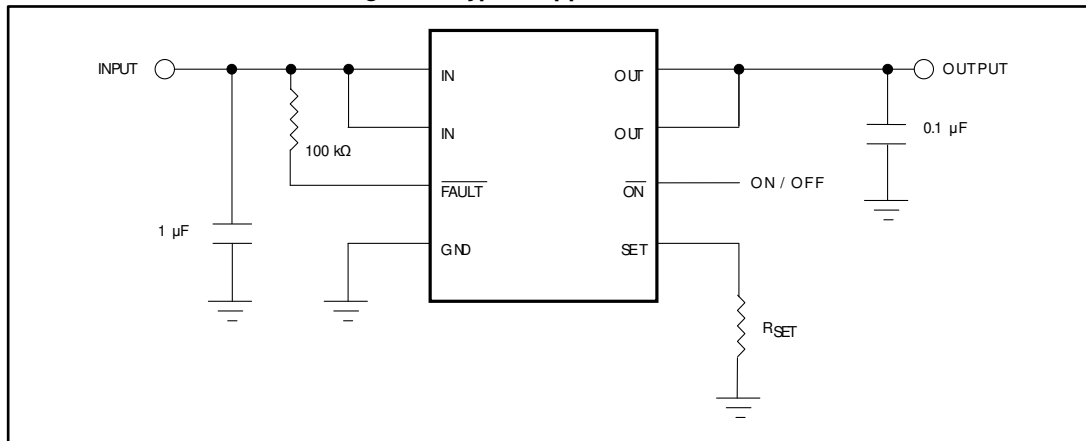 INPUT
IN
OUT
OUTPUT
IN
OUT
0.1 µF
100 kΩ
FAULT
ON
ON / OFF
1 µF
GND
SET
RSET